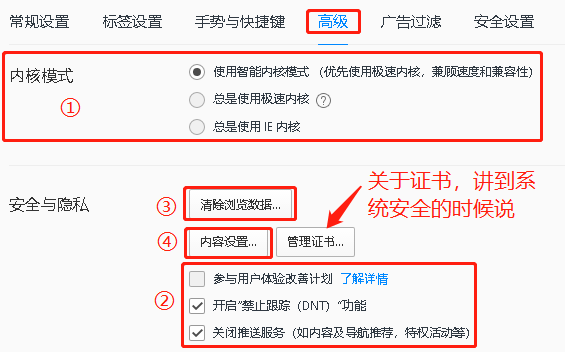 常规设置 标签设置 手势与快捷键 高级 广告过滤 安全设置
内核模式
①
使用智能内核模式 (优先使用极速内核,兼顾速度和兼容性)
总是使用极速内核 ?
总是使用 IE 内核
关于证书,讲到系
统安全的时候说
安全与隐私
③ 清除浏览数据...
④ 内容设置... 管理证书...
②
参与用户体验改善计划 了解详情
开启"禁止跟踪(DNT)"功能
关闭推送服务(如内容及导航推荐,特权活动等)